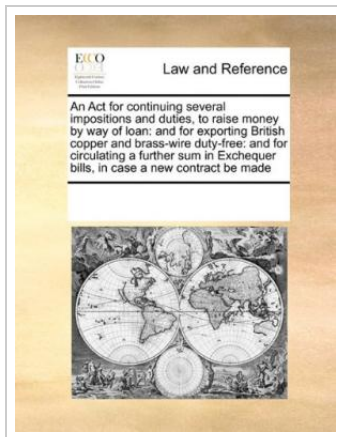 ECCO
Law and Reference
An Act for continuing several
impositions and duties, to raise money
by way of loan: and for exporting British
copper and brass-wire duty-free: and for
circulating a further sum in Exchequer
bills, in case a new contract be made